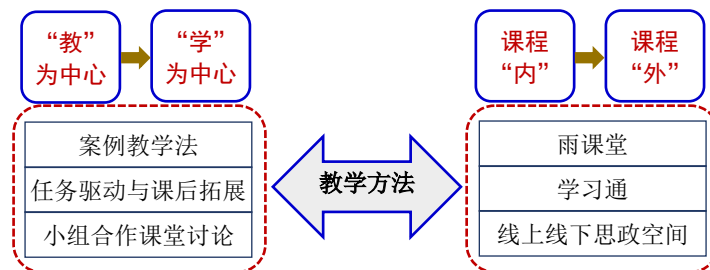 “教”
为中心
“学”
为中心
课程
“内”
课程
“外”
案例教学法
任务驱动与课后拓展
小组合作课堂讨论
教学方法
雨课堂
学习通
线上线下思政空间